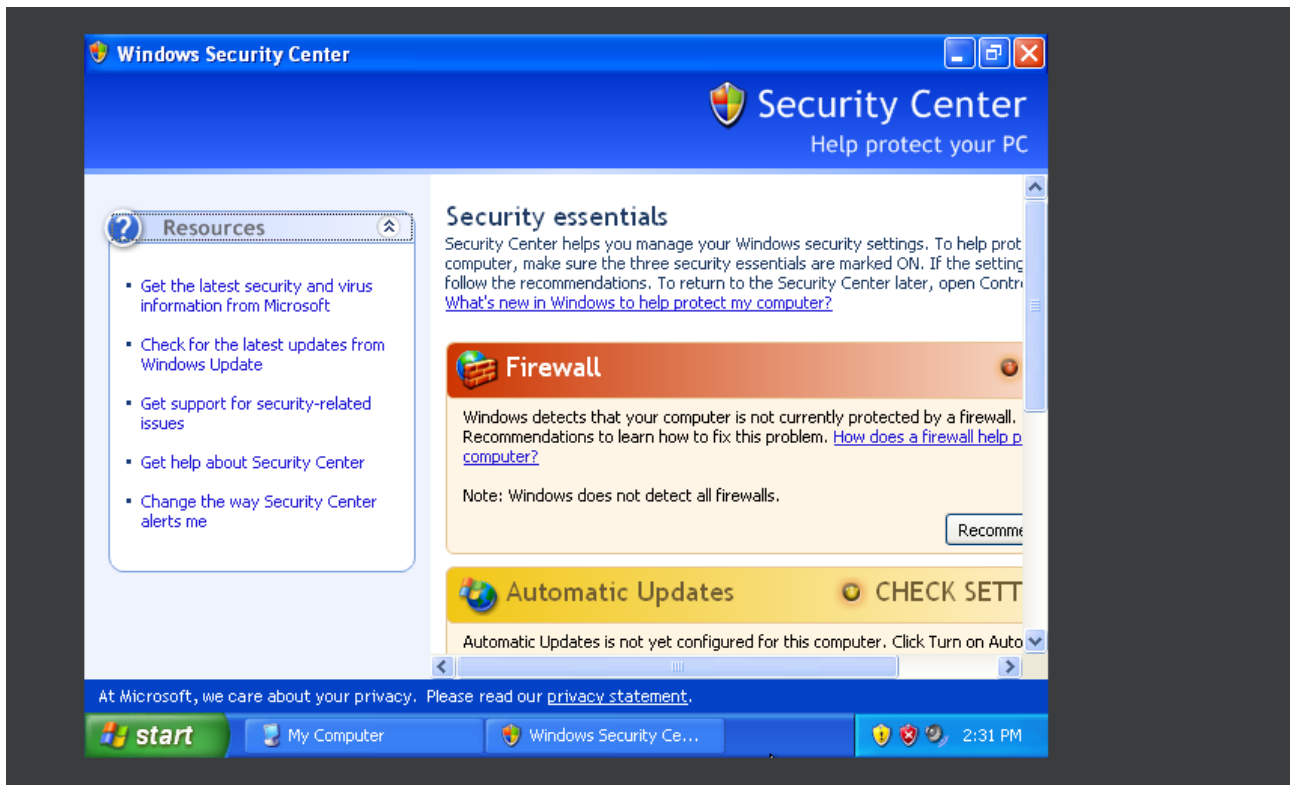 Windows Security Center
Security Center
Help protect your PC
Resources
Get the latest security and virus
information from Microsoft
Check for the latest updates from
Windows Update
Get support for security-related
issues
Get help about Security Center
Change the way Security Center
alerts me
Security essentials
Security Center helps you manage your Windows security settings. To help prot
computer, make sure the three security essentials are marked ON. If the setting
follow the recommendations. To return to the Security Center later, open Contr
What's new in Windows to help protect my computer?
Firewall
Windows detects that your computer is not currently protected by a firewall.
Recommendations to learn how to fix this problem. How does a firewall help p
computer?
Note: Windows does not detect all firewalls.
Recomme
Automatic Updates CHECK SETT
Automatic Updates is not yet configured for this computer. Click Turn on Auto
At Microsoft, we care about your privacy. Please read our privacy statement.
start My Computer Windows Security Ce... 2:31 PM